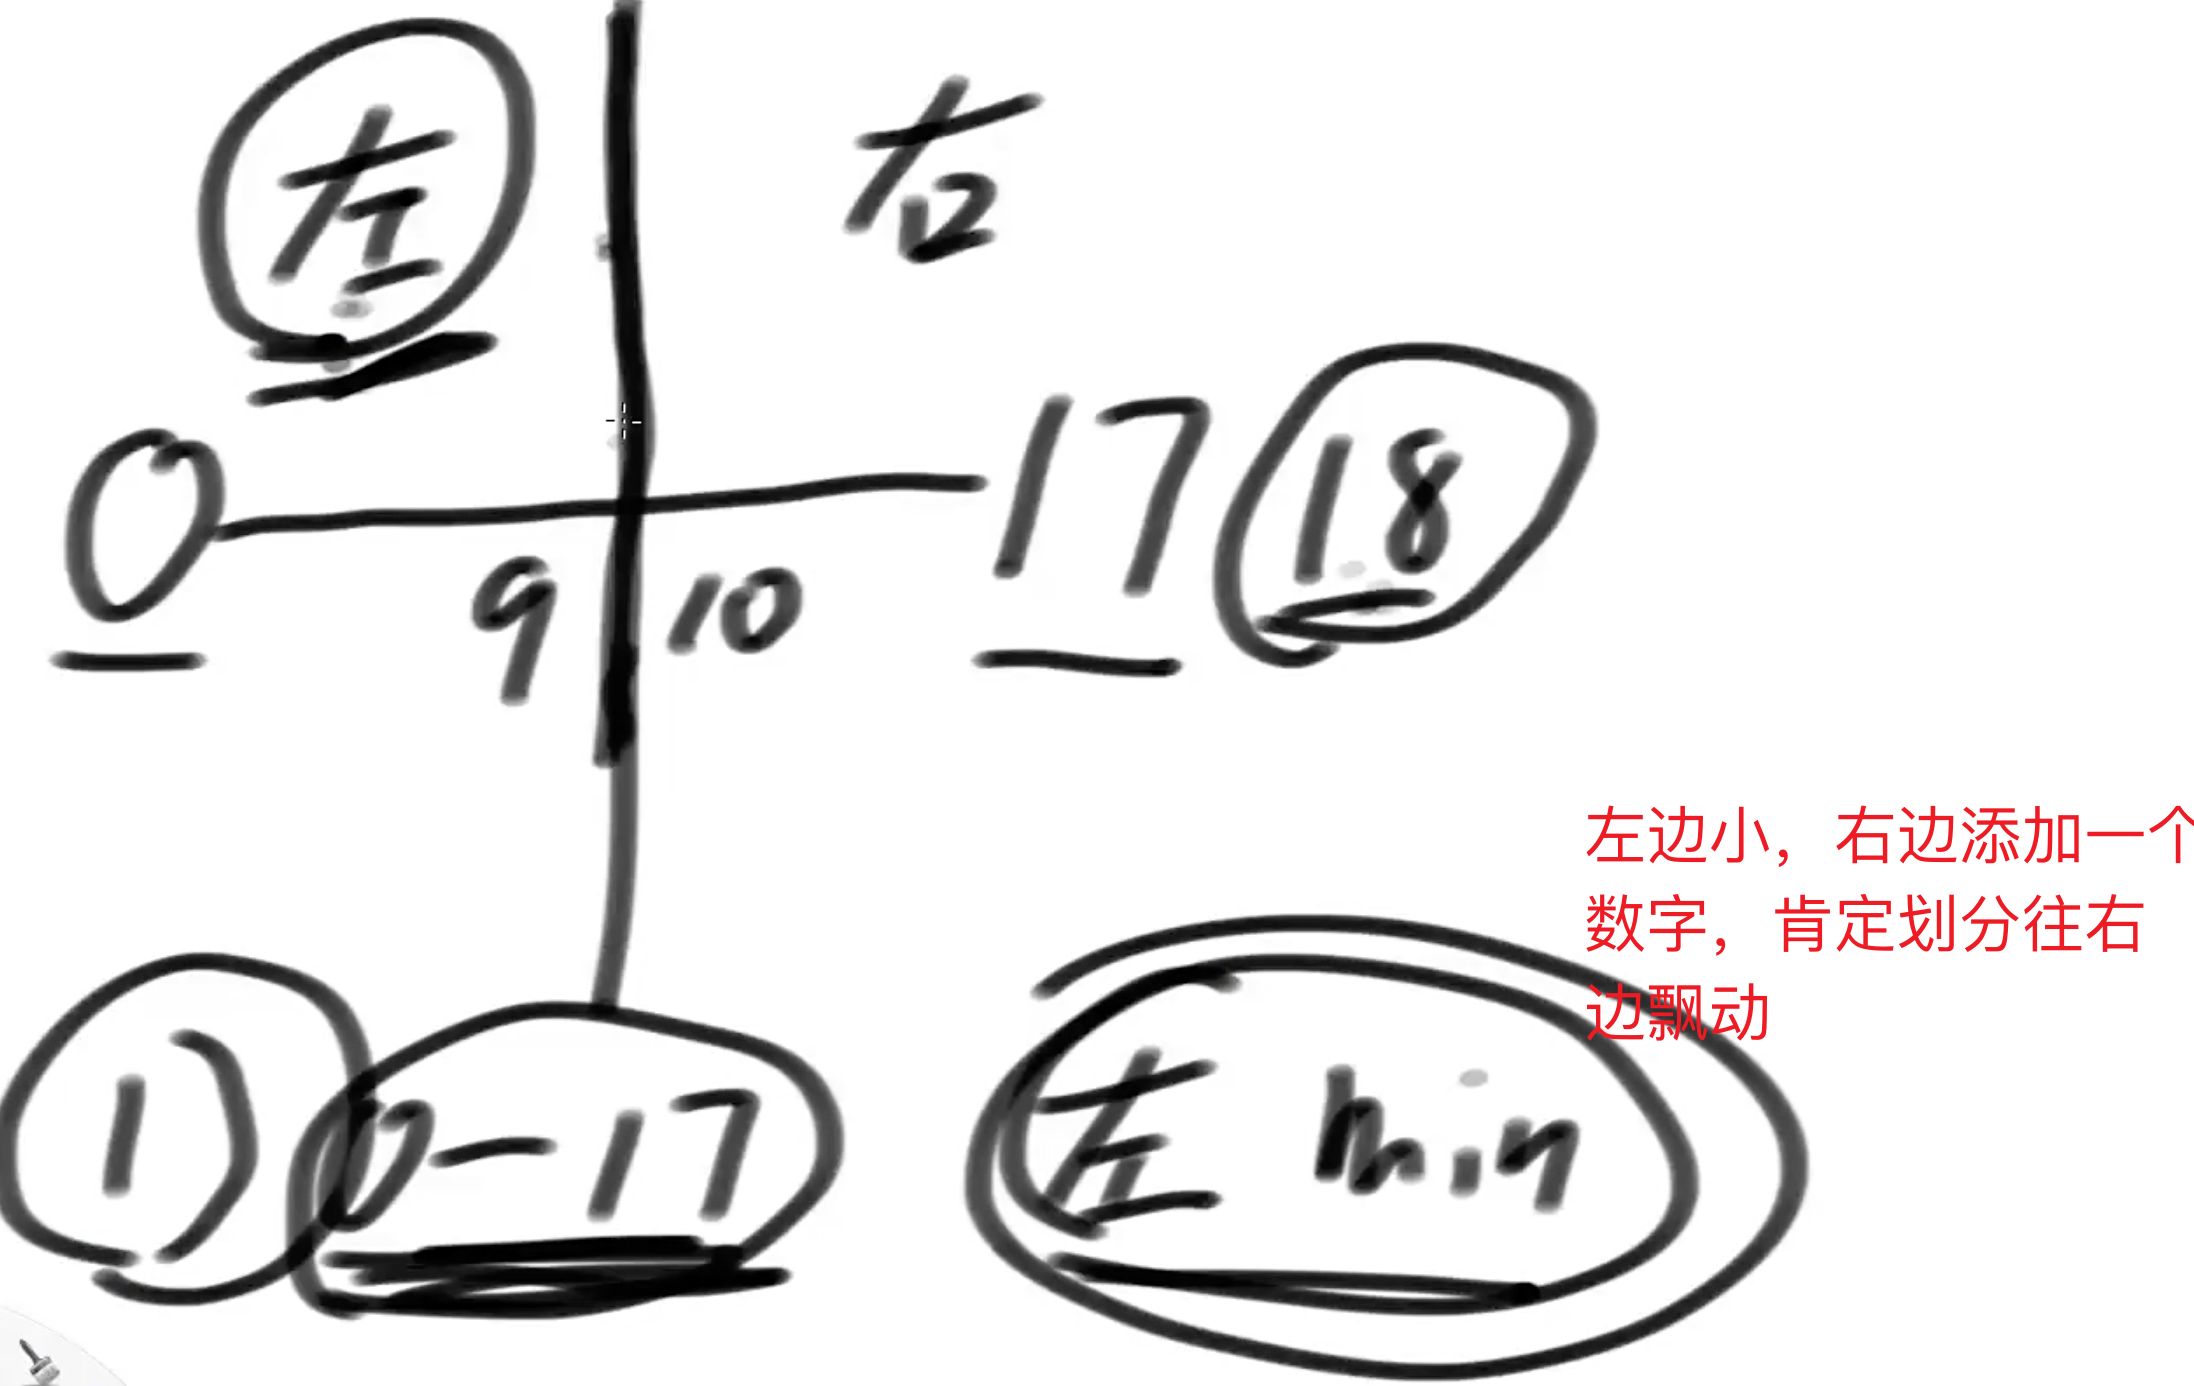 左 右
0 17 18
9 10
左边小，右边添加一个
数字，肯定划分往右
边飘动
1) 0-17 左 min